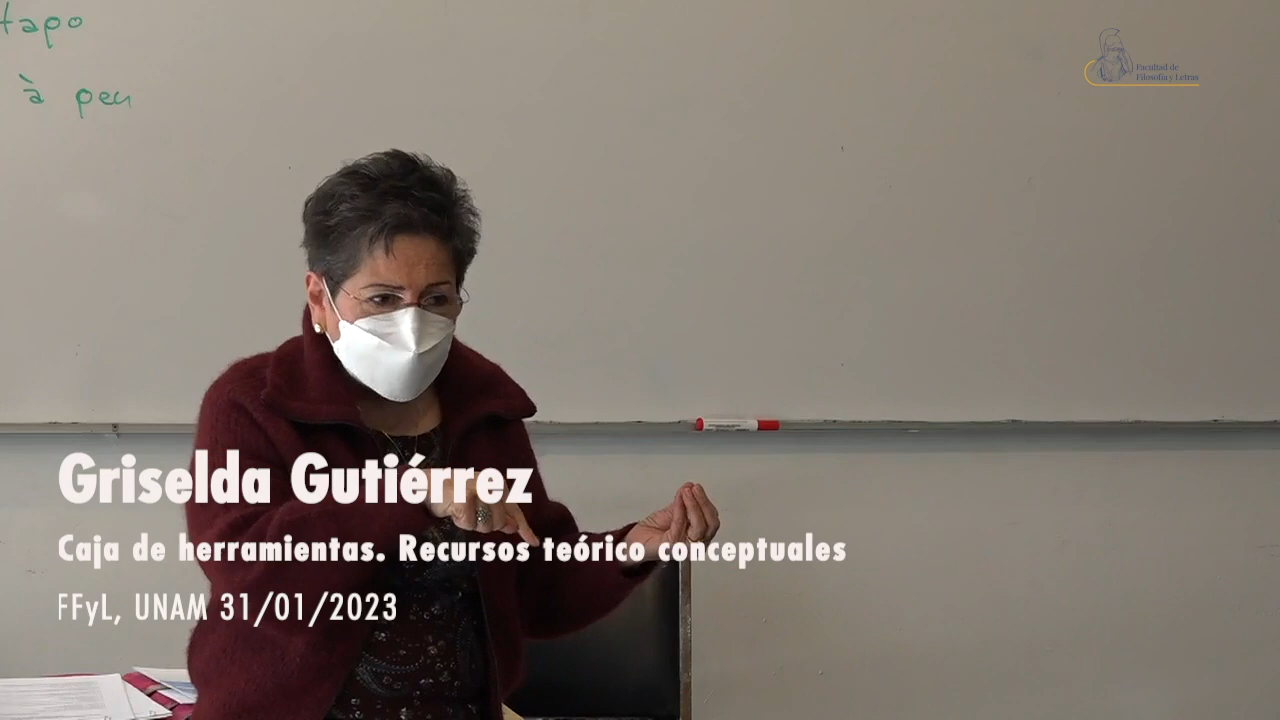 tapo
à peu
Facultad de
Filosofía y Letras
Griselda Gutiérrez
Caja de herramientas. Recursos teórico conceptuales
FFyL, UNAM 31/01/2023